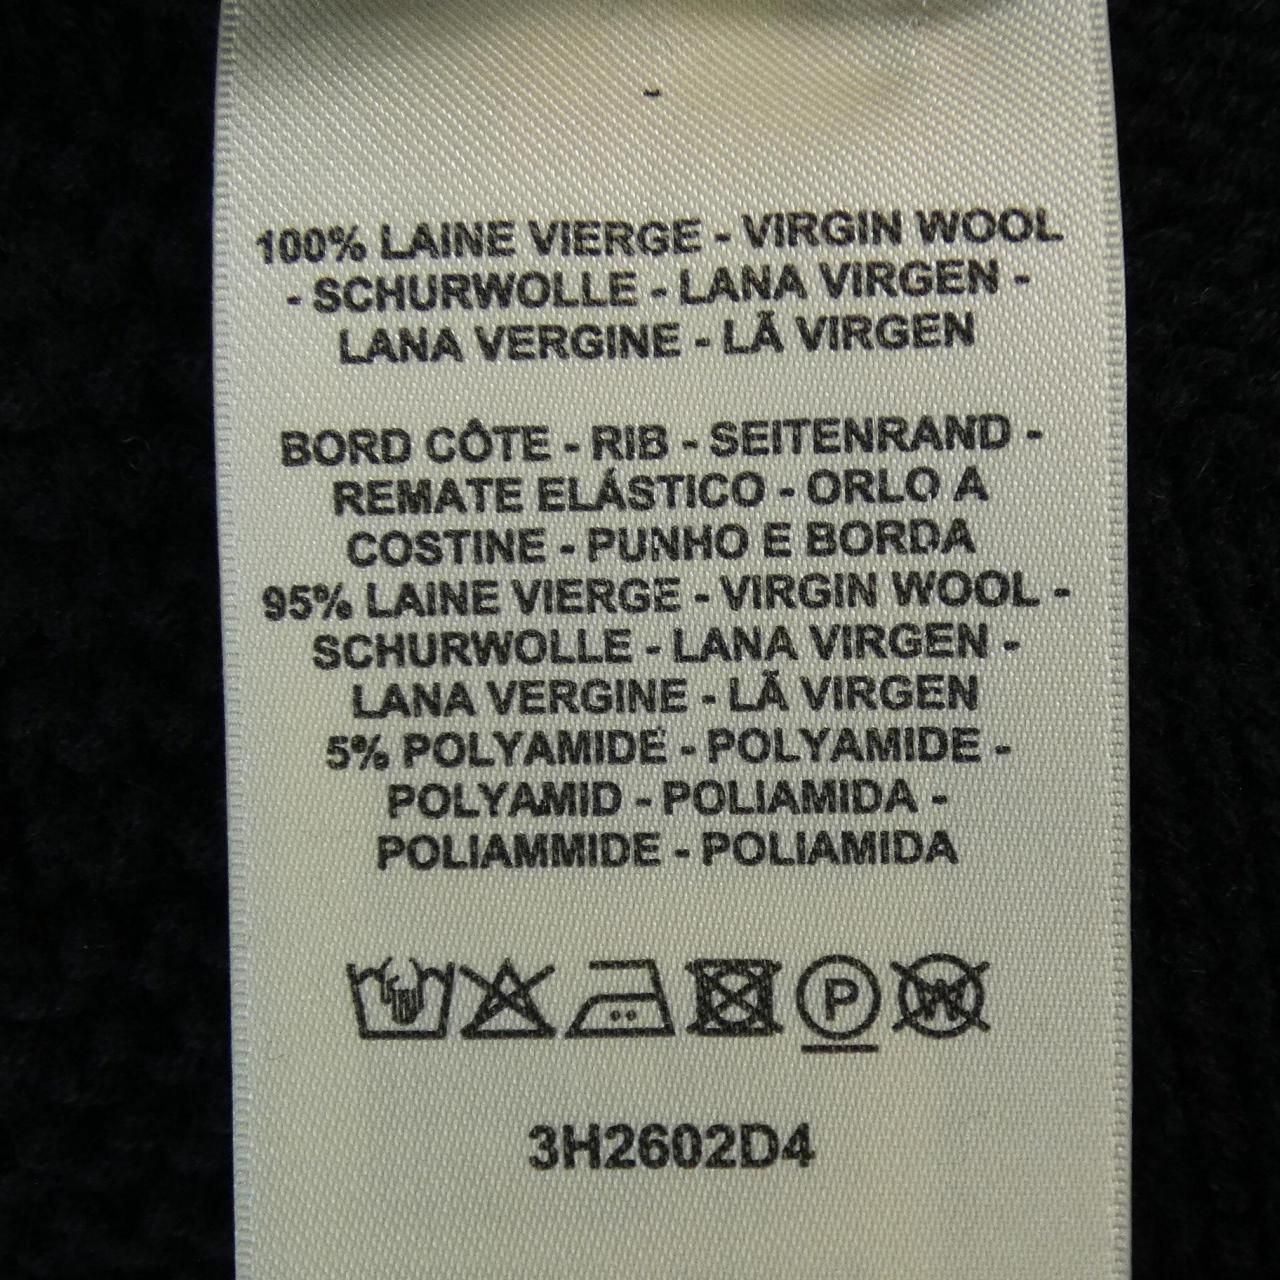 100% LAINE VIERGE - VIRGIN WOOL
- SCHURWOLLE - LANA VIRGEN -
LANA VERGINE - LÃ VIRGEN
BORD CÔTE - RIB - SEITENRAND -
REMATE ELÁSTICO - ORLO A
COSTINE - PUNHO E BORDA
95% LAINE VIERGE - VIRGIN WOOL -
SCHURWOLLE - LANA VIRGEN -
LANA VERGINE - LÃ VIRGEN
5% POLYAMIDE - POLYAMIDE -
POLYAMID - POLIAMIDA -
POLIAMMIDE - POLIAMIDA
P W
3H2602D4